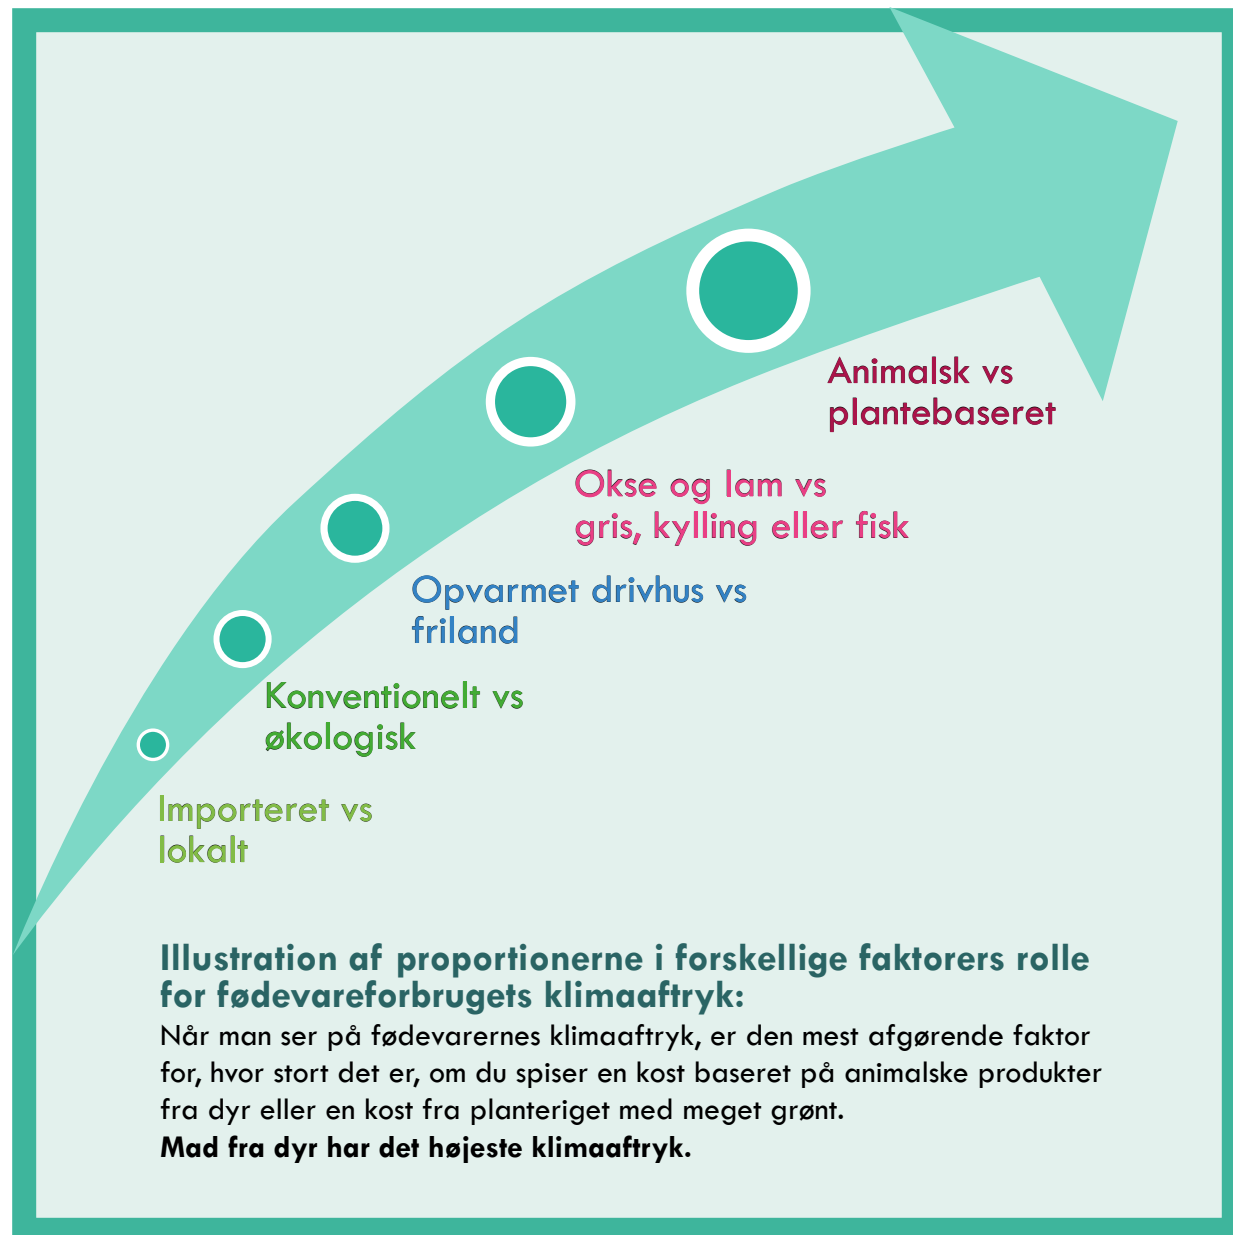 Animalsk vs
plantebaseret
Okse og lam vs
gris, kylling eller fisk
Opvarmet drivhus vs
friland
Konventionelt vs
økologisk
Importeret vs
lokalt
Illustration af proportionerne i forskellige faktorers rolle
for fødevareforbrugets klimaaftryk:
Når man ser på fødevarernes klimaaftryk, er den mest afgørende faktor
for, hvor stort det er, om du spiser en kost baseret på animalske produkter
fra dyr eller en kost fra planteriget med meget grønt.
Mad fra dyr har det højeste klimaaftryk.